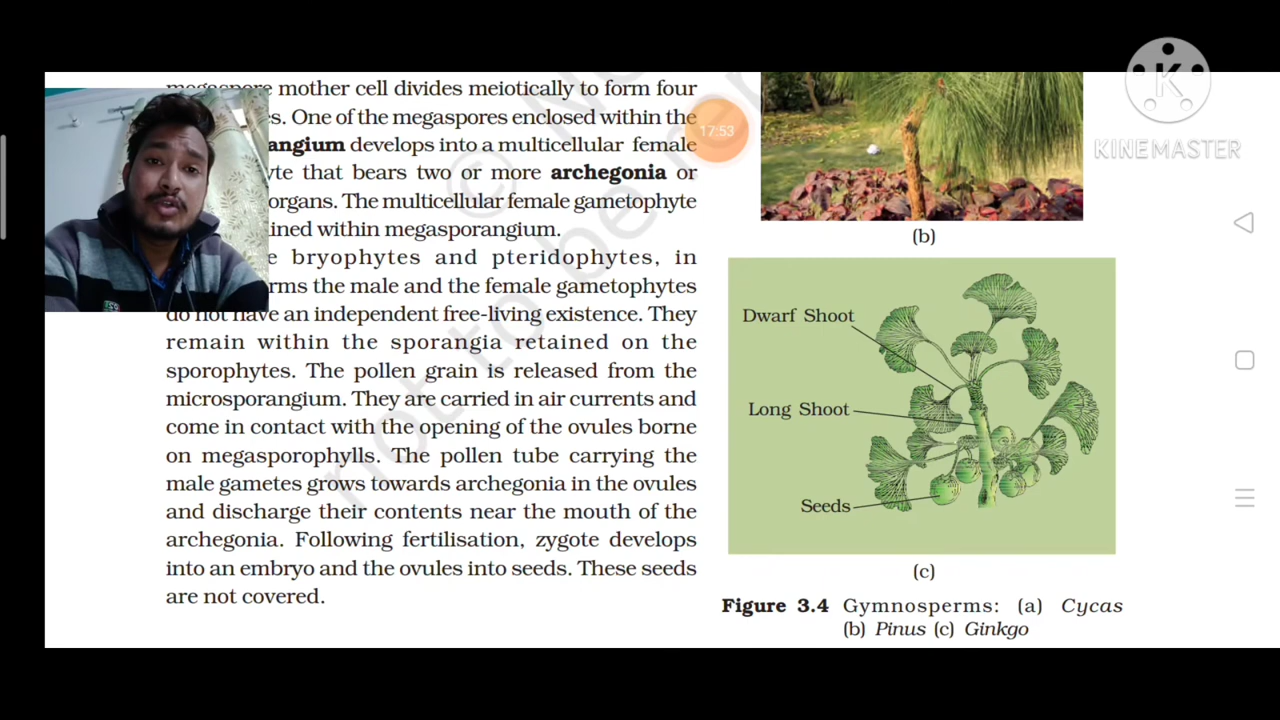 mother cell divides meiotically to form four
s. One of the megaspores enclosed within the
angium develops into a multicellular female
yte that bears two or more archegonia or
organs. The multicellular female gametophyte
ined within megasporangium.
e bryophytes and pteridophytes, in
rms the male and the female gametophytes
do not have an independent free-living existence. They
remain within the sporangia retained on the
sporophytes. The pollen grain is released from the
microsporangium. They are carried in air currents and
come in contact with the opening of the ovules borne
on megasporophylls. The pollen tube carrying the
male gametes grows towards archegonia in the ovules
and discharge their contents near the mouth of the
archegonia. Following fertilisation, zygote develops
into an embryo and the ovules into seeds. These seeds
are not covered.
17:53
K
KINEMASTER
(b)
Dwarf Shoot
Long Shoot
Seeds
(c)
Figure 3.4 Gymnosperms: (a) Cycas
(b) Pinus (c) Ginkgo
© N
not to be re